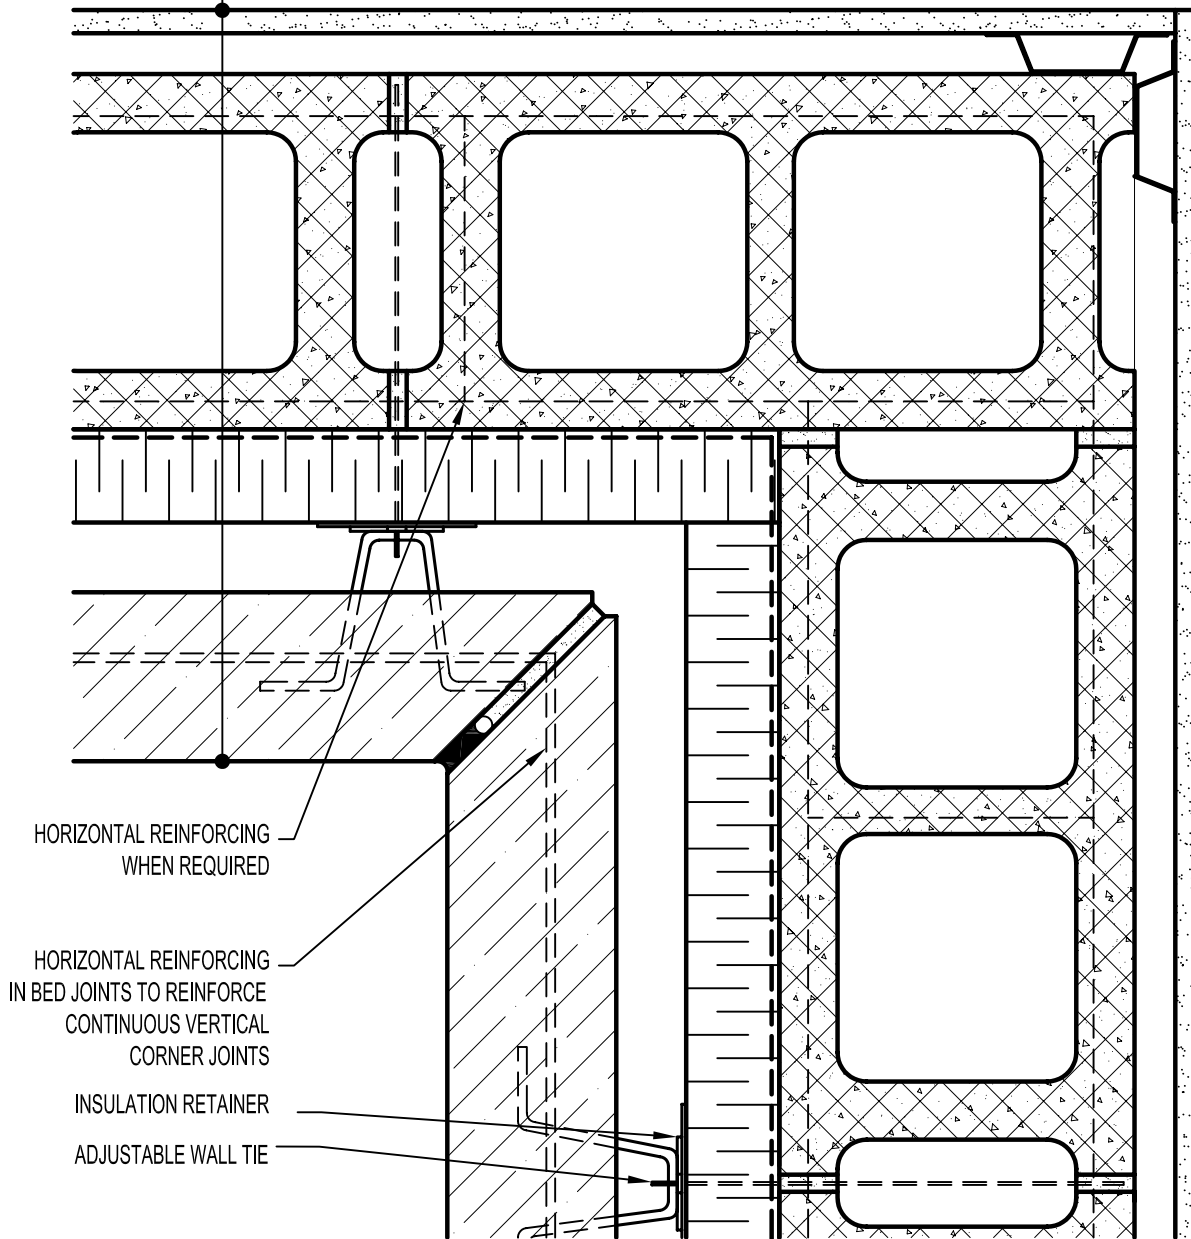 HORIZONTAL REINFORCING
WHEN REQUIRED
HORIZONTAL REINFORCING
IN BED JOINTS TO REINFORCE
CONTINUOUS VERTICAL
CORNER JOINTS
INSULATION RETAINER
ADJUSTABLE WALL TIE